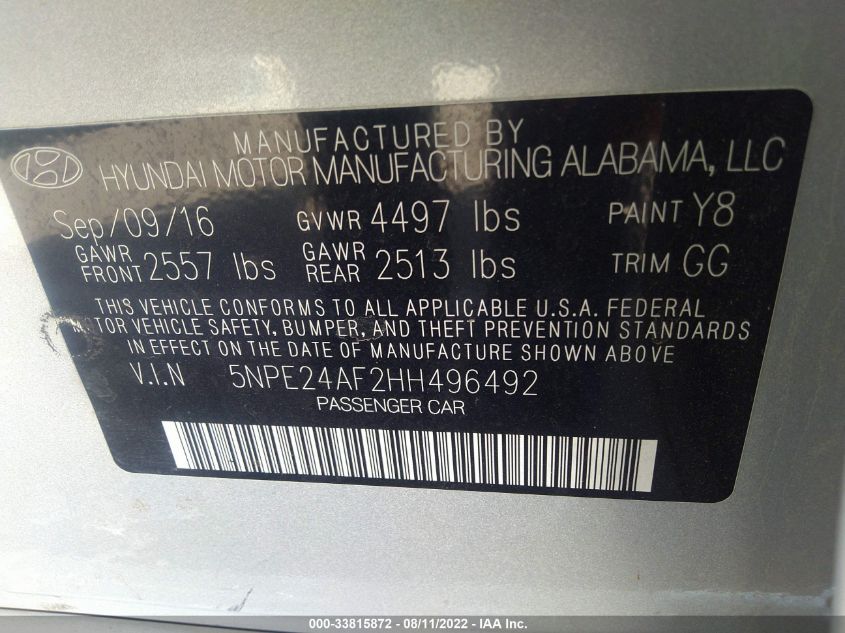 MANUFACTURED BY
HYUNDAI MOTOR MANUFACTURING ALABAMA, LLC
Sep/09/16 GVWR 4497 lbs PAINT Y8
GAWR FRONT 2557 lbs GAWR REAR 2513 lbs TRIM GG
THIS VEHICLE CONFORMS TO ALL APPLICABLE U.S.A. FEDERAL
MOTOR VEHICLE SAFETY, BUMPER, AND THEFT PREVENTION STANDARDS
IN EFFECT ON THE DATE OF MANUFACTURE SHOWN ABOVE
V.I.N 5NPE24AF2HH496492
PASSENGER CAR
000-33815872 - 08/11/2022 - IAA Inc.